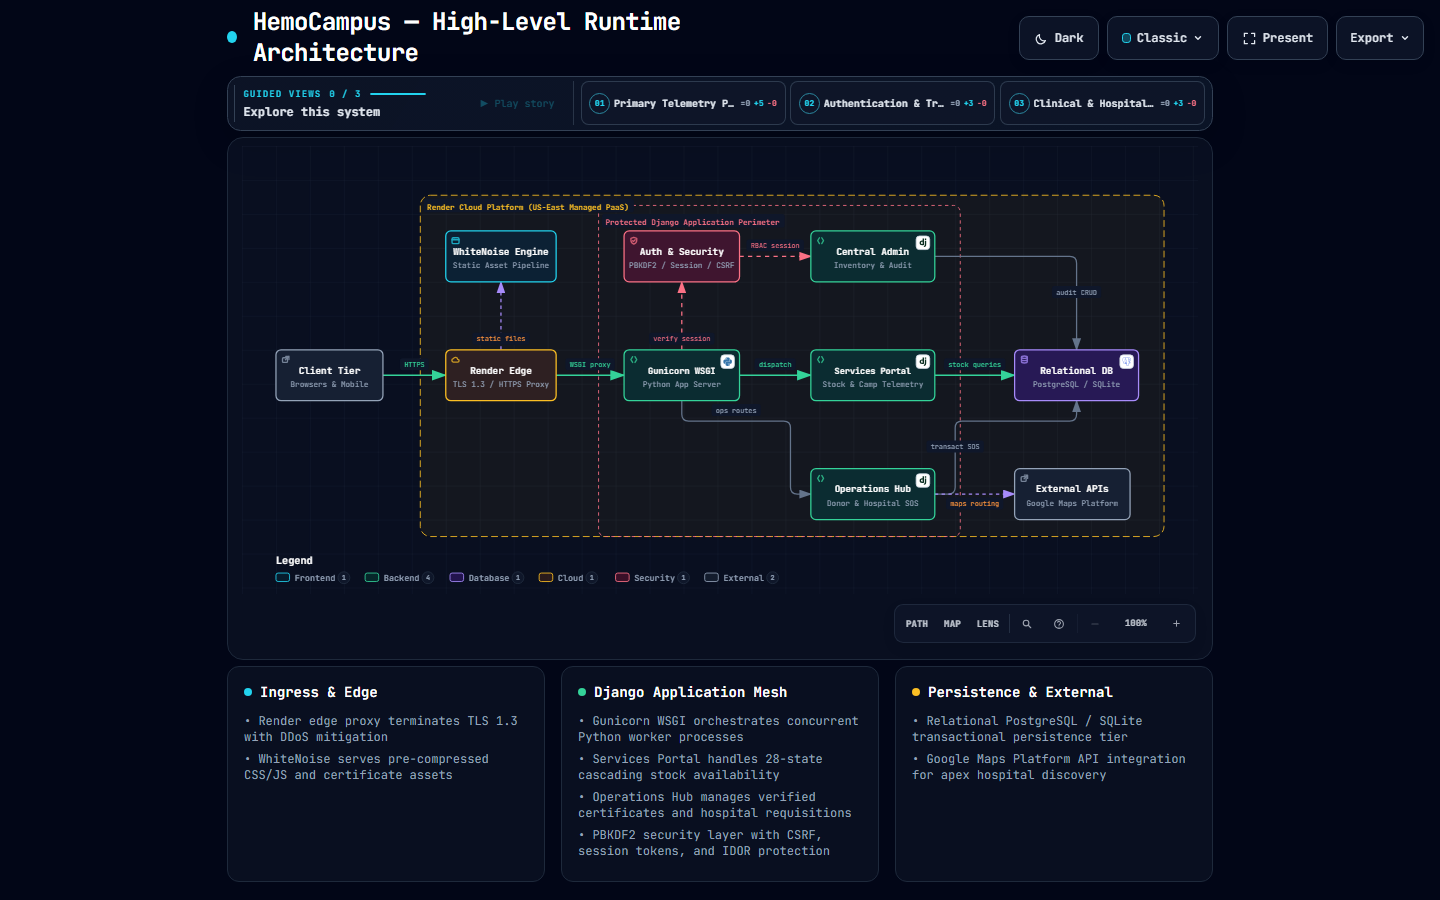 HemoCampus — High-Level Runtime
Architecture
Dark
Classic
Present
Export
GUIDED VIEWS 0 / 3
Explore this system
Play story
01 Primary Telemetry P… =0 +5 -0
02 Authentication & Tr… =0 +3 -0
03 Clinical & Hospital… =0 +3 -0
Render Cloud Platform (US-East Managed PaaS)
Protected Django Application Perimeter
WhiteNoise Engine
Static Asset Pipeline
Auth & Security
PBKDF2 / Session / CSRF
RBAC session
Central Admin
Inventory & Audit
dj
audit CRUD
static files
verify session
Client Tier
Browsers & Mobile
HTTPS
Render Edge
TLS 1.3 / HTTPS Proxy
WSGI proxy
Gunicorn WSGI
Python App Server
dispatch
Services Portal
Stock & Camp Telemetry
dj
stock queries
Relational DB
PostgreSQL / SQLite
ops routes
transact SOS
Operations Hub
Donor & Hospital SOS
dj
maps routing
External APIs
Google Maps Platform
Legend
Frontend 1
Backend 4
Database 1
Cloud 1
Security 1
External 2
PATH MAP LENS
100%
Ingress & Edge
• Render edge proxy terminates TLS 1.3
with DDoS mitigation
• WhiteNoise serves pre-compressed
CSS/JS and certificate assets
Django Application Mesh
• Gunicorn WSGI orchestrates concurrent
Python worker processes
• Services Portal handles 28-state
cascading stock availability
• Operations Hub manages verified
certificates and hospital requisitions
• PBKDF2 security layer with CSRF,
session tokens, and IDOR protection
Persistence & External
• Relational PostgreSQL / SQLite
transactional persistence tier
• Google Maps Platform API integration
for apex hospital discovery